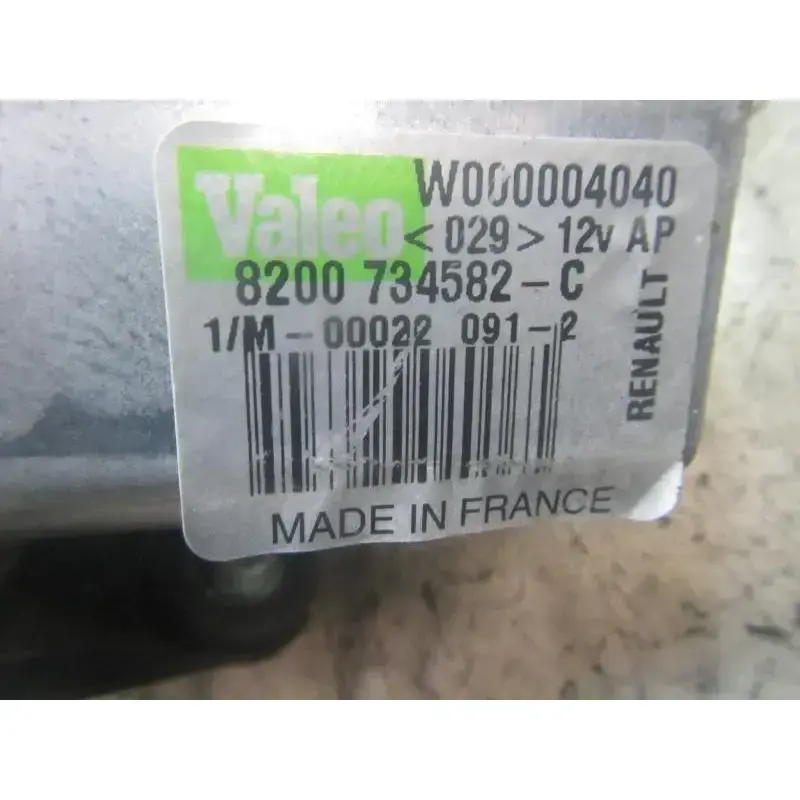 Valeo
W000004040
<029> 12v AP
8200 734582-C
1/M-00022 091-2
RENAULT
MADE IN FRANCE